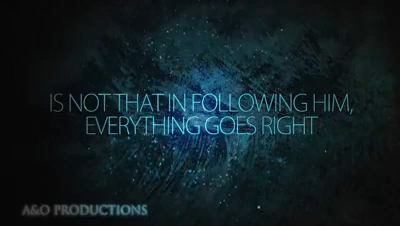 IS NOT THAT IN FOLLOWING HIM,
EVERYTHING GOES RIGHT
A&O PRODUCTIONS